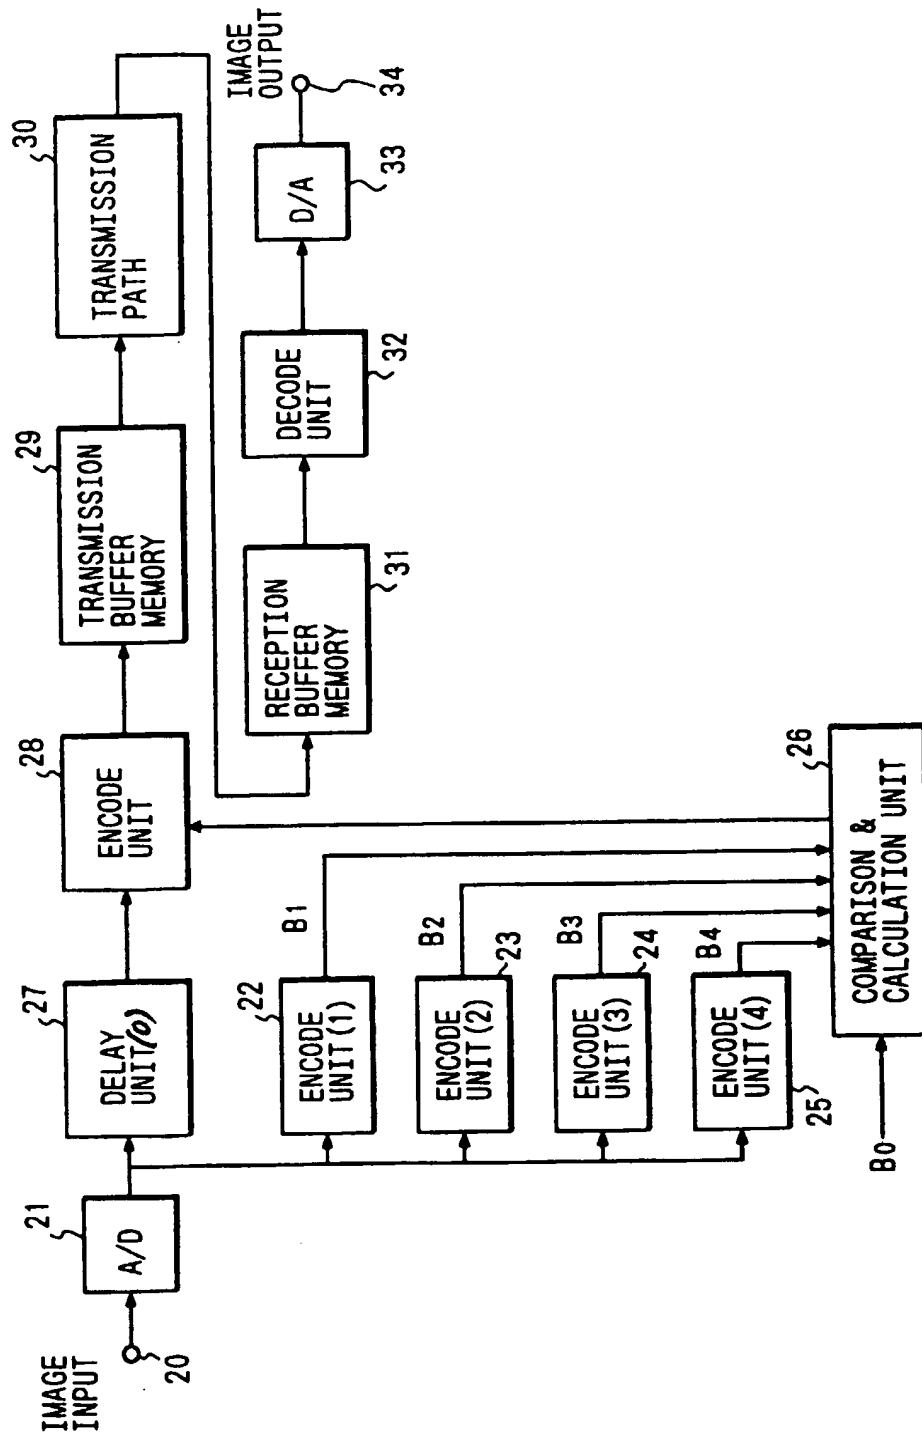 IMAGE
INPUT
20
21
A/D
27
DELAY
UNIT(0)
28
ENCODE
UNIT
29
TRANSMISSION
BUFFER
MEMORY
30
TRANSMISSION
PATH
22
ENCODE
UNIT(1)
B1
ENCODE
UNIT(2)
23
B2
ENCODE
UNIT(3)
24
B3
ENCODE
UNIT(4)
25
B4
B0
COMPARISON &
CALCULATION UNIT
26
RECEPTION
BUFFER
MEMORY
31
DECODE
UNIT
32
D/A
33
IMAGE
OUTPUT
34